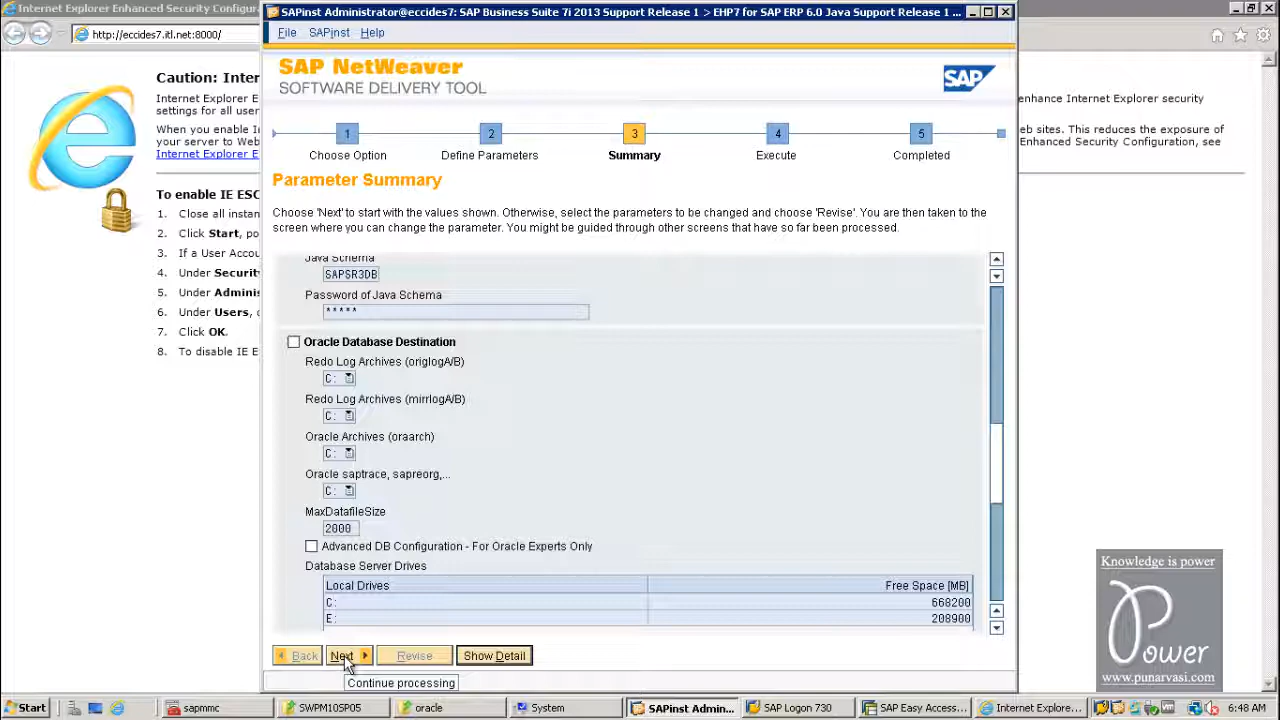 Internet Explorer Enhanced Security Configu
SAPinst Administrator@eccides7: SAP Business Suite 7i 2013 Support Release 1 > EHP7 for SAP ERP 6.0 Java Support Release 1 ...
http://eccides7.itl.net:8000/
File SAPinst Help
SAP NetWeaver
SOFTWARE DELIVERY TOOL
SAP
1 2 3 4 5
Choose Option Define Parameters Summary Execute Completed
Parameter Summary
Choose 'Next' to start with the values shown. Otherwise, select the parameters to be changed and choose 'Revise'. You are then taken to the
screen where you can change the parameter. You might be guided through other screens that have so far been processed.
Java Schema
SAPSR3DB
Password of Java Schema
*****
Oracle Database Destination
Redo Log Archives (origlogA/B)
C:
Redo Log Archives (mirrlogA/B)
C:
Oracle Archives (oraarch)
C:
Oracle saptrace, sapreorg,...
C:
MaxDatafileSize
2000
Advanced DB Configuration - For Oracle Experts Only
Database Server Drives
Local Drives Free Space [MB]
C: 668200
E: 208900
Back Next Revise Show Detail
Continue processing
Caution: Inter
Internet Explorer E
settings for all user
When you enable I
your server to Web
Internet Explorer E
To enable IE ESC
1. Close all instan
2. Click Start, po
3. If a User Accou
4. Under Securit
5. Under Adminis
6. Under Users, c
7. Click OK.
8. To disable IE E
enhance Internet Explorer security
eb sites. This reduces the exposure of
Enhanced Security Configuration, see
Knowledge is power
Power
www.punarvasi.com
Start sapmmc SWPM10SP05 oracle System SAPinst Admin... SAP Logon 730 SAP Easy Access... Internet Explorer... 6:48 AM